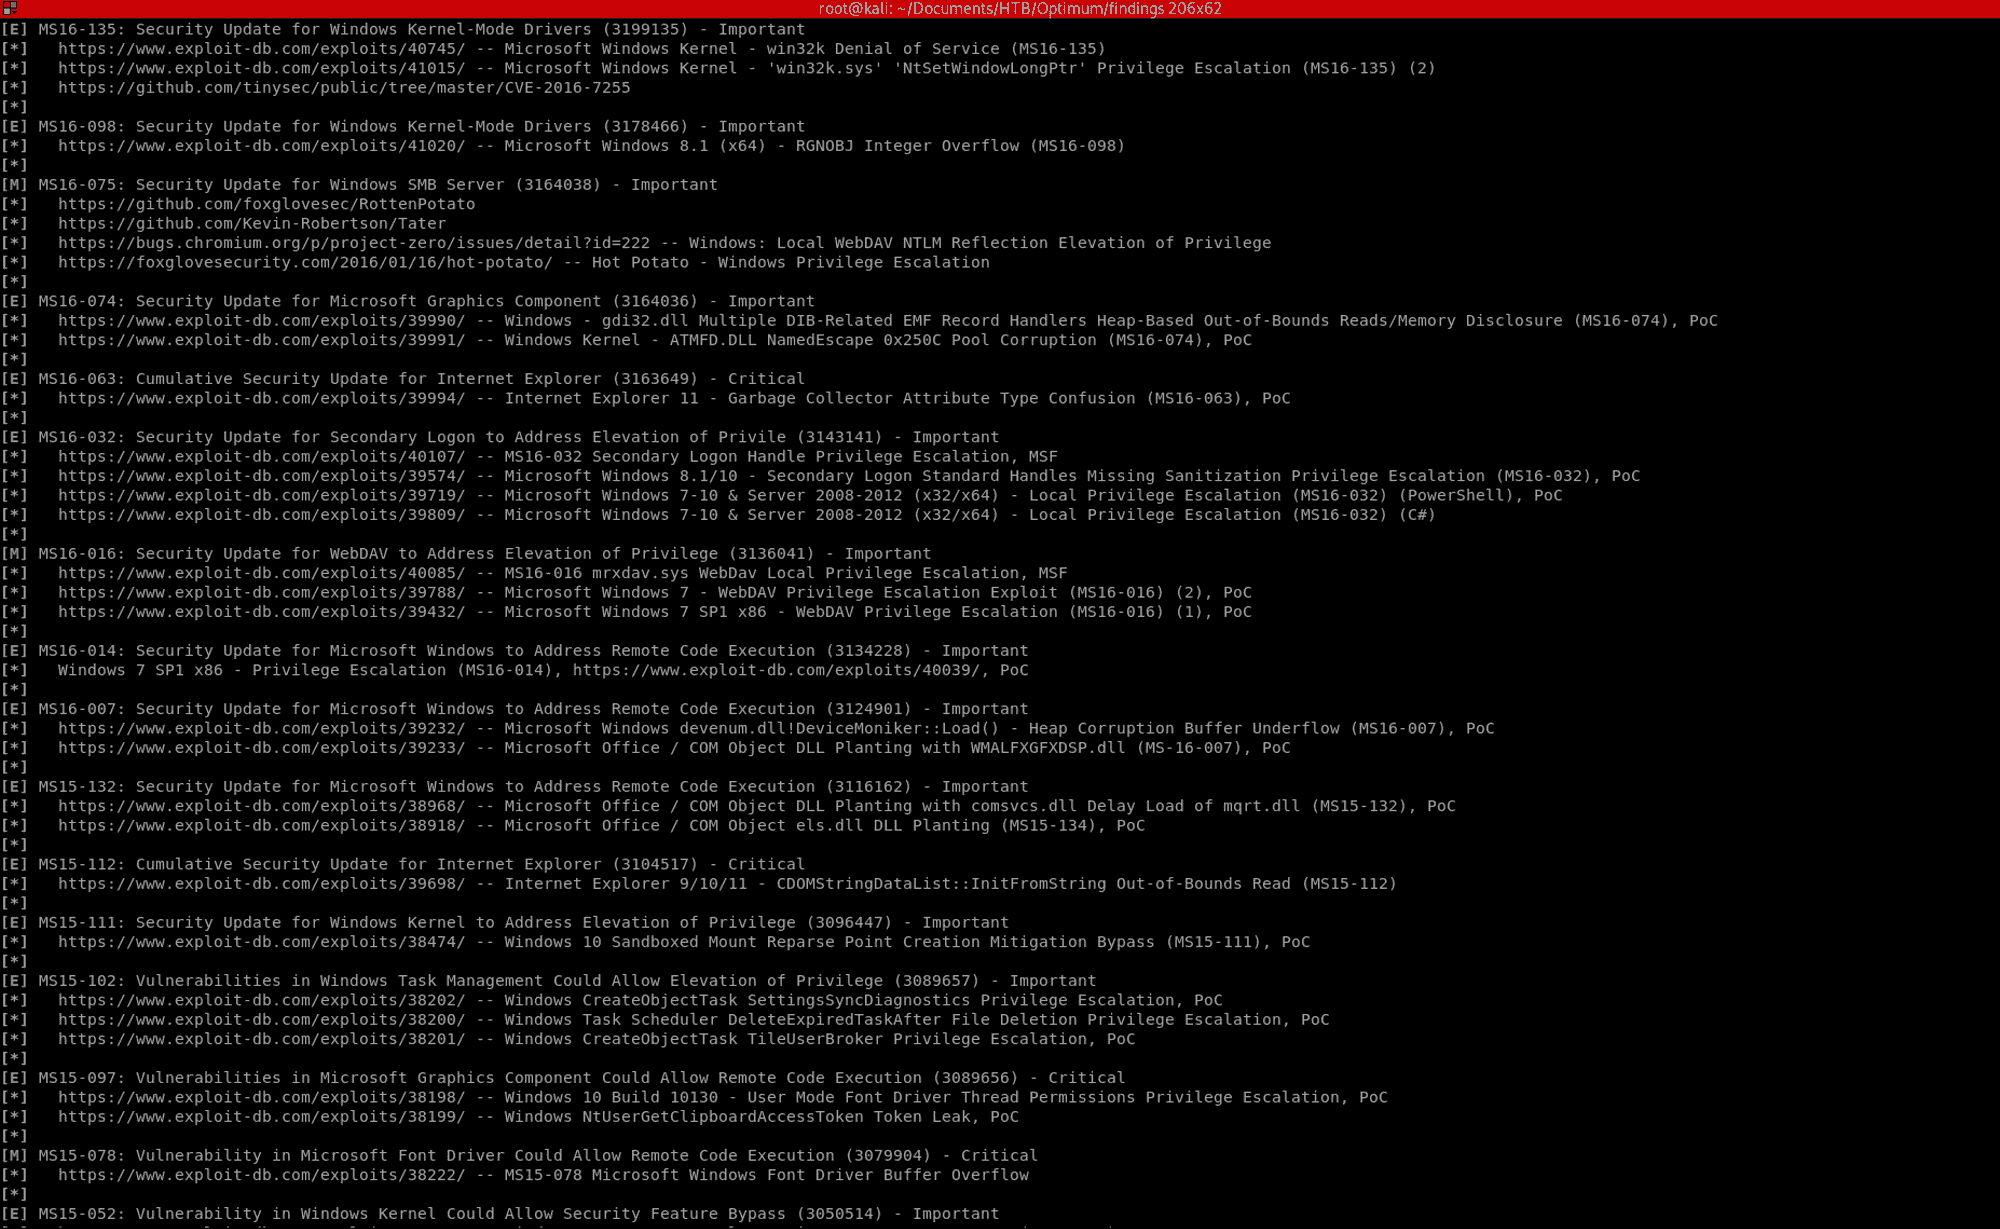 root@kali: ~/Documents/HTB/Optimum/findings 206x62
[E] MS16-135: Security Update for Windows Kernel-Mode Drivers (3199135) - Important
[*]   https://www.exploit-db.com/exploits/40745/ -- Microsoft Windows Kernel - win32k Denial of Service (MS16-135)
[*]   https://www.exploit-db.com/exploits/41015/ -- Microsoft Windows Kernel - 'win32k.sys' 'NtSetWindowLongPtr' Privilege Escalation (MS16-135) (2)
[*]   https://github.com/tinysec/public/tree/master/CVE-2016-7255
[*]
[E] MS16-098: Security Update for Windows Kernel-Mode Drivers (3178466) - Important
[*]   https://www.exploit-db.com/exploits/41020/ -- Microsoft Windows 8.1 (x64) - RGNOBJ Integer Overflow (MS16-098)
[*]
[M] MS16-075: Security Update for Windows SMB Server (3164038) - Important
[*]   https://github.com/foxglovesec/RottenPotato
[*]   https://github.com/Kevin-Robertson/Tater
[*]   https://bugs.chromium.org/p/project-zero/issues/detail?id=222 -- Windows: Local WebDAV NTLM Reflection Elevation of Privilege
[*]   https://foxglovesecurity.com/2016/01/16/hot-potato/ -- Hot Potato - Windows Privilege Escalation
[*]
[E] MS16-074: Security Update for Microsoft Graphics Component (3164036) - Important
[*]   https://www.exploit-db.com/exploits/39990/ -- Windows - gdi32.dll Multiple DIB-Related EMF Record Handlers Heap-Based Out-of-Bounds Reads/Memory Disclosure (MS16-074), PoC
[*]   https://www.exploit-db.com/exploits/39991/ -- Windows Kernel - ATMFD.DLL NamedEscape 0x250C Pool Corruption (MS16-074), PoC
[*]
[E] MS16-063: Cumulative Security Update for Internet Explorer (3163649) - Critical
[*]   https://www.exploit-db.com/exploits/39994/ -- Internet Explorer 11 - Garbage Collector Attribute Type Confusion (MS16-063), PoC
[*]
[E] MS16-032: Security Update for Secondary Logon to Address Elevation of Privile (3143141) - Important
[*]   https://www.exploit-db.com/exploits/40107/ -- MS16-032 Secondary Logon Handle Privilege Escalation, MSF
[*]   https://www.exploit-db.com/exploits/39574/ -- Microsoft Windows 8.1/10 - Secondary Logon Standard Handles Missing Sanitization Privilege Escalation (MS16-032), PoC
[*]   https://www.exploit-db.com/exploits/39719/ -- Microsoft Windows 7-10 & Server 2008-2012 (x32/x64) - Local Privilege Escalation (MS16-032) (PowerShell), PoC
[*]   https://www.exploit-db.com/exploits/39809/ -- Microsoft Windows 7-10 & Server 2008-2012 (x32/x64) - Local Privilege Escalation (MS16-032) (C#)
[*]
[M] MS16-016: Security Update for WebDAV to Address Elevation of Privilege (3136041) - Important
[*]   https://www.exploit-db.com/exploits/40085/ -- MS16-016 mrxdav.sys WebDav Local Privilege Escalation, MSF
[*]   https://www.exploit-db.com/exploits/39788/ -- Microsoft Windows 7 - WebDAV Privilege Escalation Exploit (MS16-016) (2), PoC
[*]   https://www.exploit-db.com/exploits/39432/ -- Microsoft Windows 7 SP1 x86 - WebDAV Privilege Escalation (MS16-016) (1), PoC
[*]
[E] MS16-014: Security Update for Microsoft Windows to Address Remote Code Execution (3134228) - Important
[*]   Windows 7 SP1 x86 - Privilege Escalation (MS16-014), https://www.exploit-db.com/exploits/40039/, PoC
[*]
[E] MS16-007: Security Update for Microsoft Windows to Address Remote Code Execution (3124901) - Important
[*]   https://www.exploit-db.com/exploits/39232/ -- Microsoft Windows devenum.dll!DeviceMoniker::Load() - Heap Corruption Buffer Underflow (MS16-007), PoC
[*]   https://www.exploit-db.com/exploits/39233/ -- Microsoft Office / COM Object DLL Planting with WMALFXGFXDSP.dll (MS-16-007), PoC
[*]
[E] MS15-132: Security Update for Microsoft Windows to Address Remote Code Execution (3116162) - Important
[*]   https://www.exploit-db.com/exploits/38968/ -- Microsoft Office / COM Object DLL Planting with comsvcs.dll Delay Load of mqrt.dll (MS15-132), PoC
[*]   https://www.exploit-db.com/exploits/38918/ -- Microsoft Office / COM Object els.dll DLL Planting (MS15-134), PoC
[*]
[E] MS15-112: Cumulative Security Update for Internet Explorer (3104517) - Critical
[*]   https://www.exploit-db.com/exploits/39698/ -- Internet Explorer 9/10/11 - CDOMStringDataList::InitFromString Out-of-Bounds Read (MS15-112)
[*]
[E] MS15-111: Security Update for Windows Kernel to Address Elevation of Privilege (3096447) - Important
[*]   https://www.exploit-db.com/exploits/38474/ -- Windows 10 Sandboxed Mount Reparse Point Creation Mitigation Bypass (MS15-111), PoC
[*]
[E] MS15-102: Vulnerabilities in Windows Task Management Could Allow Elevation of Privilege (3089657) - Important
[*]   https://www.exploit-db.com/exploits/38202/ -- Windows CreateObjectTask SettingsSyncDiagnostics Privilege Escalation, PoC
[*]   https://www.exploit-db.com/exploits/38200/ -- Windows Task Scheduler DeleteExpiredTaskAfter File Deletion Privilege Escalation, PoC
[*]   https://www.exploit-db.com/exploits/38201/ -- Windows CreateObjectTask TileUserBroker Privilege Escalation, PoC
[*]
[E] MS15-097: Vulnerabilities in Microsoft Graphics Component Could Allow Remote Code Execution (3089656) - Critical
[*]   https://www.exploit-db.com/exploits/38198/ -- Windows 10 Build 10130 - User Mode Font Driver Thread Permissions Privilege Escalation, PoC
[*]   https://www.exploit-db.com/exploits/38199/ -- Windows NtUserGetClipboardAccessToken Token Leak, PoC
[*]
[M] MS15-078: Vulnerability in Microsoft Font Driver Could Allow Remote Code Execution (3079904) - Critical
[*]   https://www.exploit-db.com/exploits/38222/ -- MS15-078 Microsoft Windows Font Driver Buffer Overflow
[*]
[E] MS15-052: Vulnerability in Windows Kernel Could Allow Security Feature Bypass (3050514) - Important